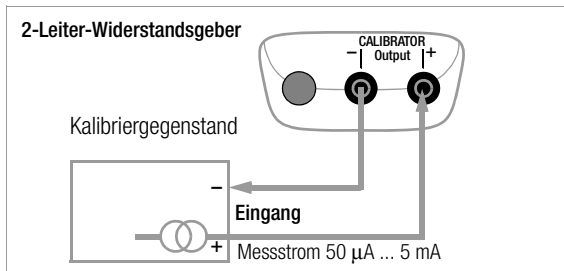 2-Leiter-Widerstandsgeber
CALIBRATOR
– Output +
Kalibriergegenstand
–
Eingang
+
Messstrom 50 µA ... 5 mA